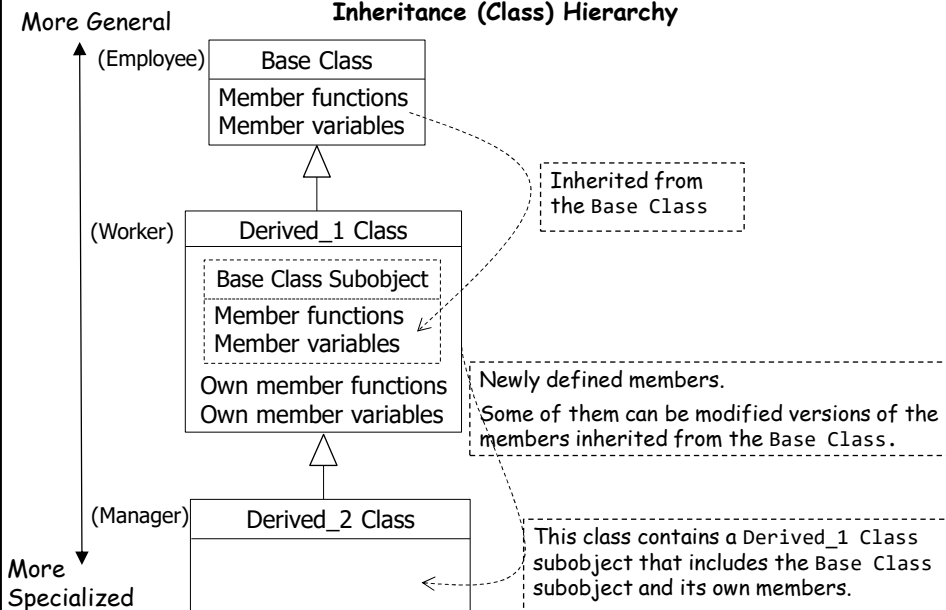 Inheritance (Class) Hierarchy
More General
(Employee)
Base Class
Member functions
Member variables
Inherited from
the Base Class
(Worker)
Derived_1 Class
Base Class Subobject
Member functions
Member variables
Own member functions
Own member variables
Newly defined members.
Some of them can be modified versions of the
members inherited from the Base Class.
(Manager)
Derived_2 Class
This class contains a Derived_1 Class
subobject that includes the Base Class
subobject and its own members.
More
Specialized